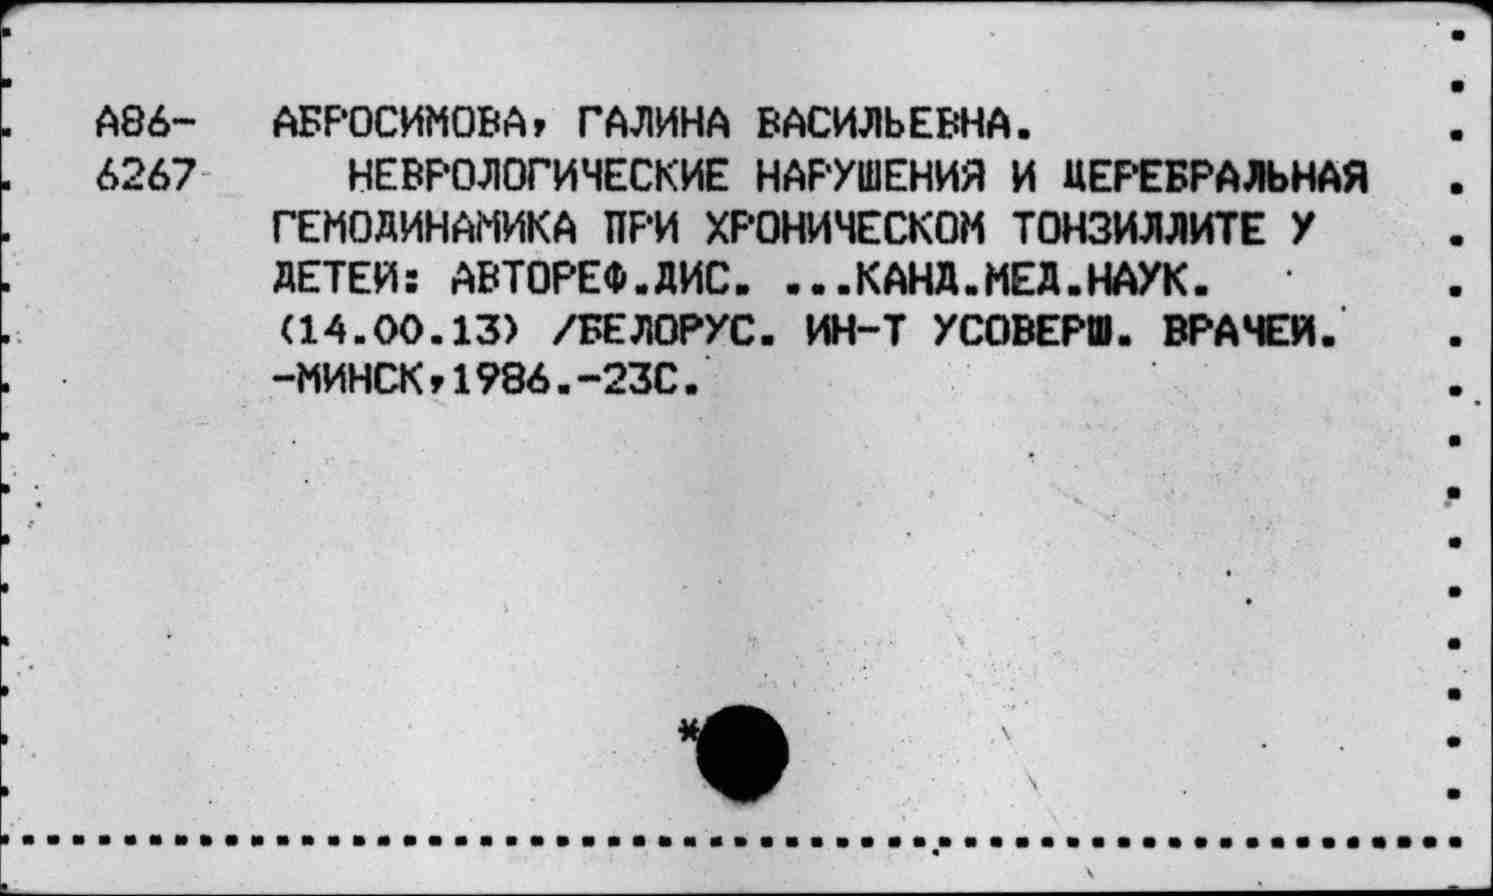 А86- АБРОСИМОВА, ГАЛИНА ВАСИЛЬЕВНА.
6267 НЕВРОЛОГИЧЕСКИЕ НАРУШЕНИЯ И ЦЕРЕБРАЛЬНАЯ
ГЕМОДИНАМИКА ПРИ ХРОНИЧЕСКОМ ТОНЗИЛЛИТЕ У
ДЕТЕЙ: АВТОРЕФ.ДИС. ...КАНД.МЕД.НАУК.
(14.00.13) /БЕЛОРУС. ИН-Т УСОВЕРШ. ВРАЧЕЙ.
-МИНСК,1986.-23С.
*